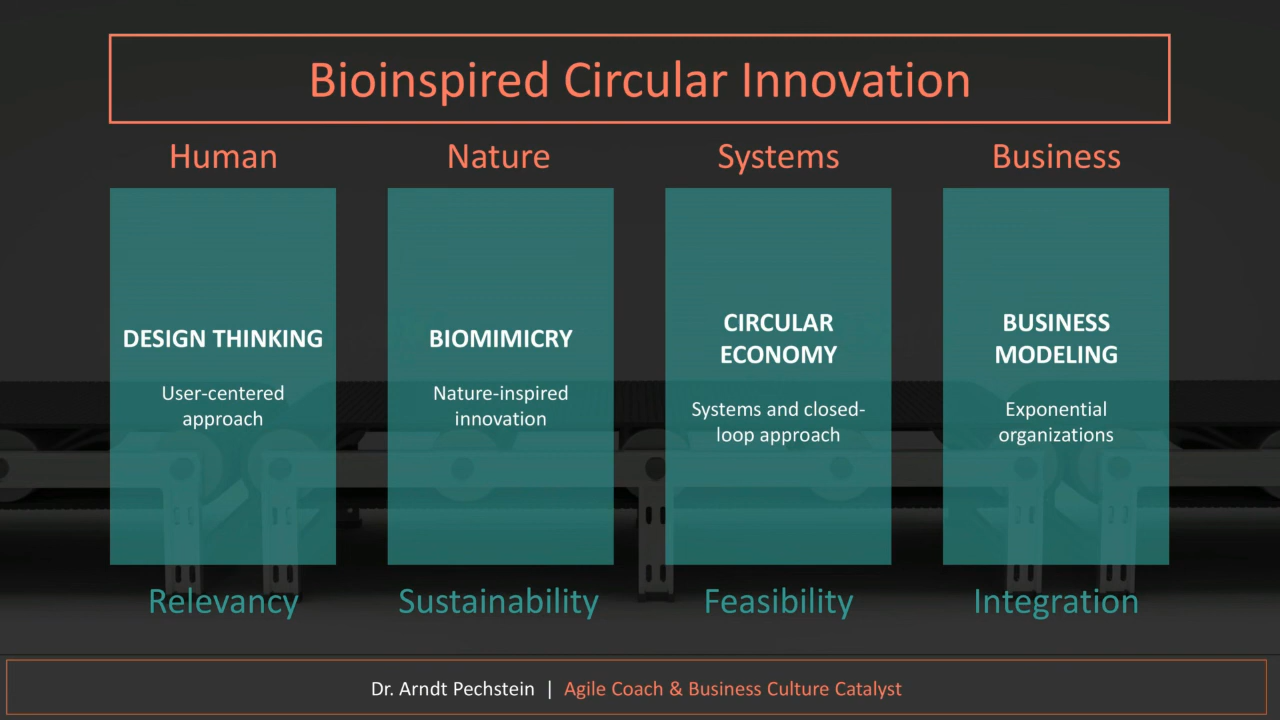 Bioinspired Circular Innovation
Human
Nature
Systems
Business
DESIGN THINKING
User-centered
approach
BIOMIMICRY
Nature-inspired
innovation
CIRCULAR
ECONOMY
Systems and closed-
loop approach
BUSINESS
MODELING
Exponential
organizations
Relevancy
Sustainability
Feasibility
Integration
Dr. Arndt Pechstein | Agile Coach & Business Culture Catalyst